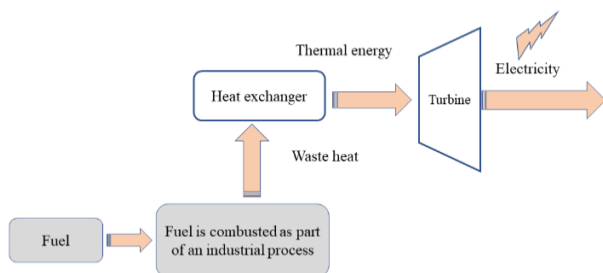 Thermal energy
Electricity
Heat exchanger
Turbine
Waste heat
Fuel
Fuel is combusted as part
of an industrial process